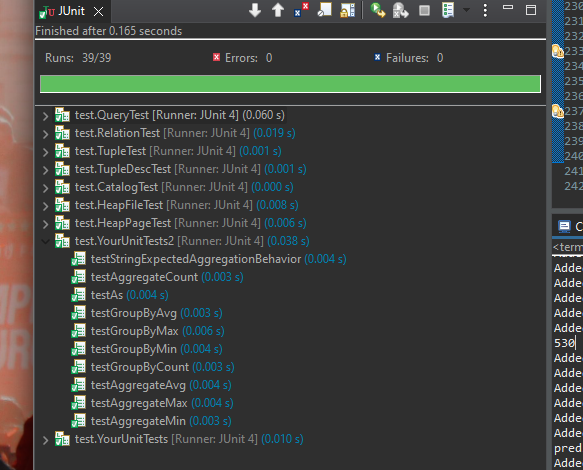 JUnit
Finished after 0.165 seconds
Runs: 39/39 Errors: 0 Failures: 0
test.QueryTest [Runner: JUnit 4] (0.060 s)
test.RelationTest [Runner: JUnit 4] (0.019 s)
test.TupleTest [Runner: JUnit 4] (0.001 s)
test.TupleDescTest [Runner: JUnit 4] (0.001 s)
test.CatalogTest [Runner: JUnit 4] (0.000 s)
test.HeapFileTest [Runner: JUnit 4] (0.008 s)
test.HeapPageTest [Runner: JUnit 4] (0.006 s)
test.YourUnitTests2 [Runner: JUnit 4] (0.038 s)
testStringExpectedAggregationBehavior (0.004 s)
testAggregateCount (0.003 s)
testAs (0.004 s)
testGroupByAvg (0.003 s)
testGroupByMax (0.006 s)
testGroupByMin (0.004 s)
testGroupByCount (0.003 s)
testAggregateAvg (0.004 s)
testAggregateMax (0.004 s)
testAggregateMin (0.003 s)
test.YourUnitTests [Runner: JUnit 4] (0.010 s)
230
231
232
233
234
235
236
237
238
239
240
241
242
C
<term
Adde
Adde
Adde
Adde
Adde
530
Adde
Adde
Adde
Adde
Adde
Adde
pred
Adde